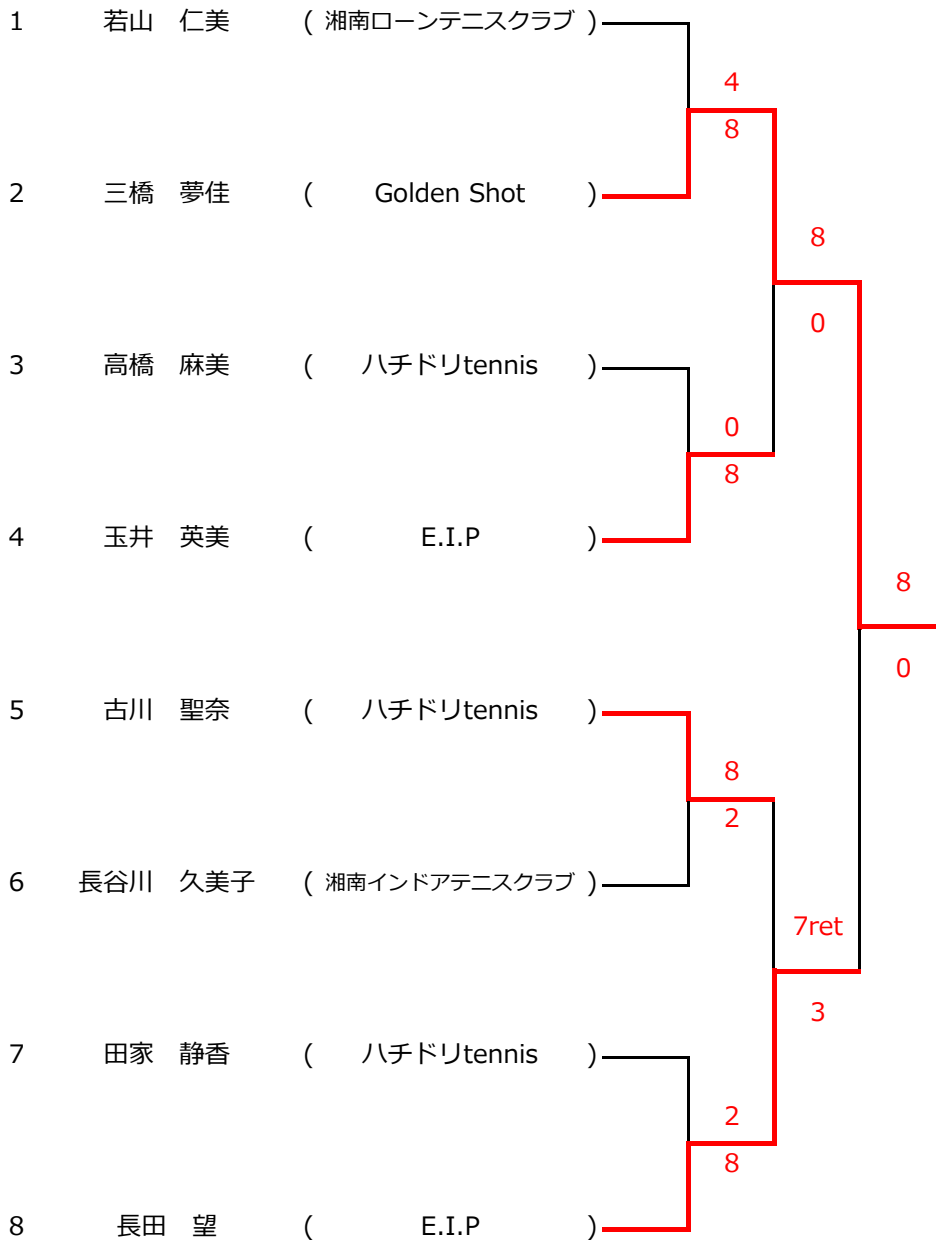 1 若山 仁美 ( 湘南ローンテニスクラブ )
4
8
2 三橋 夢佳 ( Golden Shot )
8
0
3 高橋 麻美 ( ハチドリtennis )
0
8
4 玉井 英美 ( E.I.P )
8
0
5 古川 聖奈 ( ハチドリtennis )
8
2
6 長谷川 久美子 ( 湘南インドアテニスクラブ )
7ret
3
7 田家 静香 ( ハチドリtennis )
2
8
8 長田 望 ( E.I.P )